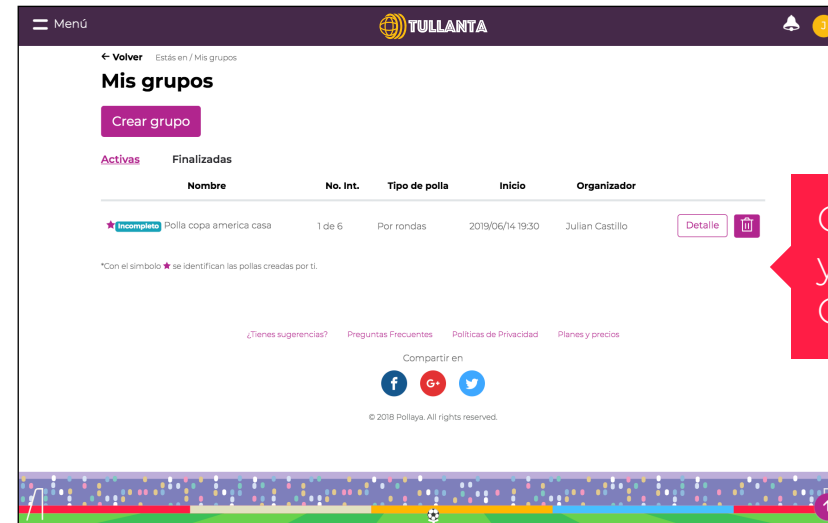 Menú
TULLANTA
J
← Volver Estás en / Mis grupos
Mis grupos
Crear grupo
Activas Finalizadas
Nombre No. Int. Tipo de polla Inicio Organizador
★ Incompleto Polla copa america casa 1 de 6 Por rondas 2019/06/14 19:30 Julian Castillo Detalle
*Con el simbolo ★ se identifican las pollas creadas por ti.
¿Tienes sugerencias? Preguntas Frecuentes Políticas de Privacidad Planes y precios
Compartir en
f G+
© 2018 Pollaya. All rights reserved.